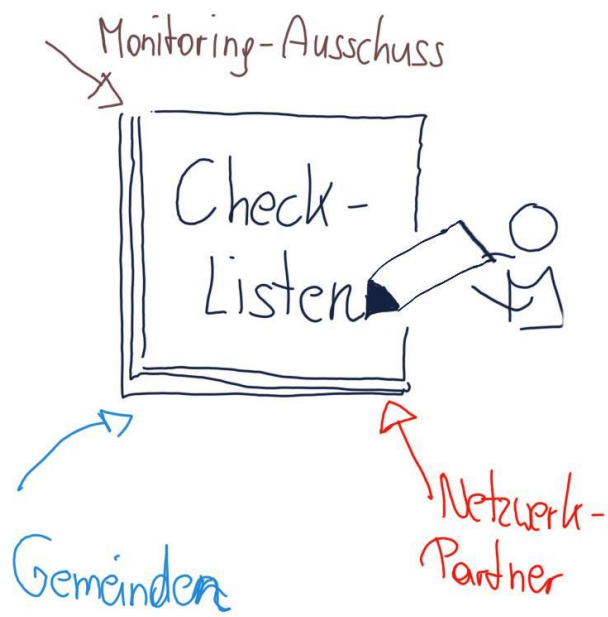 Monitoring-Ausschuss
Check-
Listen
Gemeinden
Netzwerk-
Partner